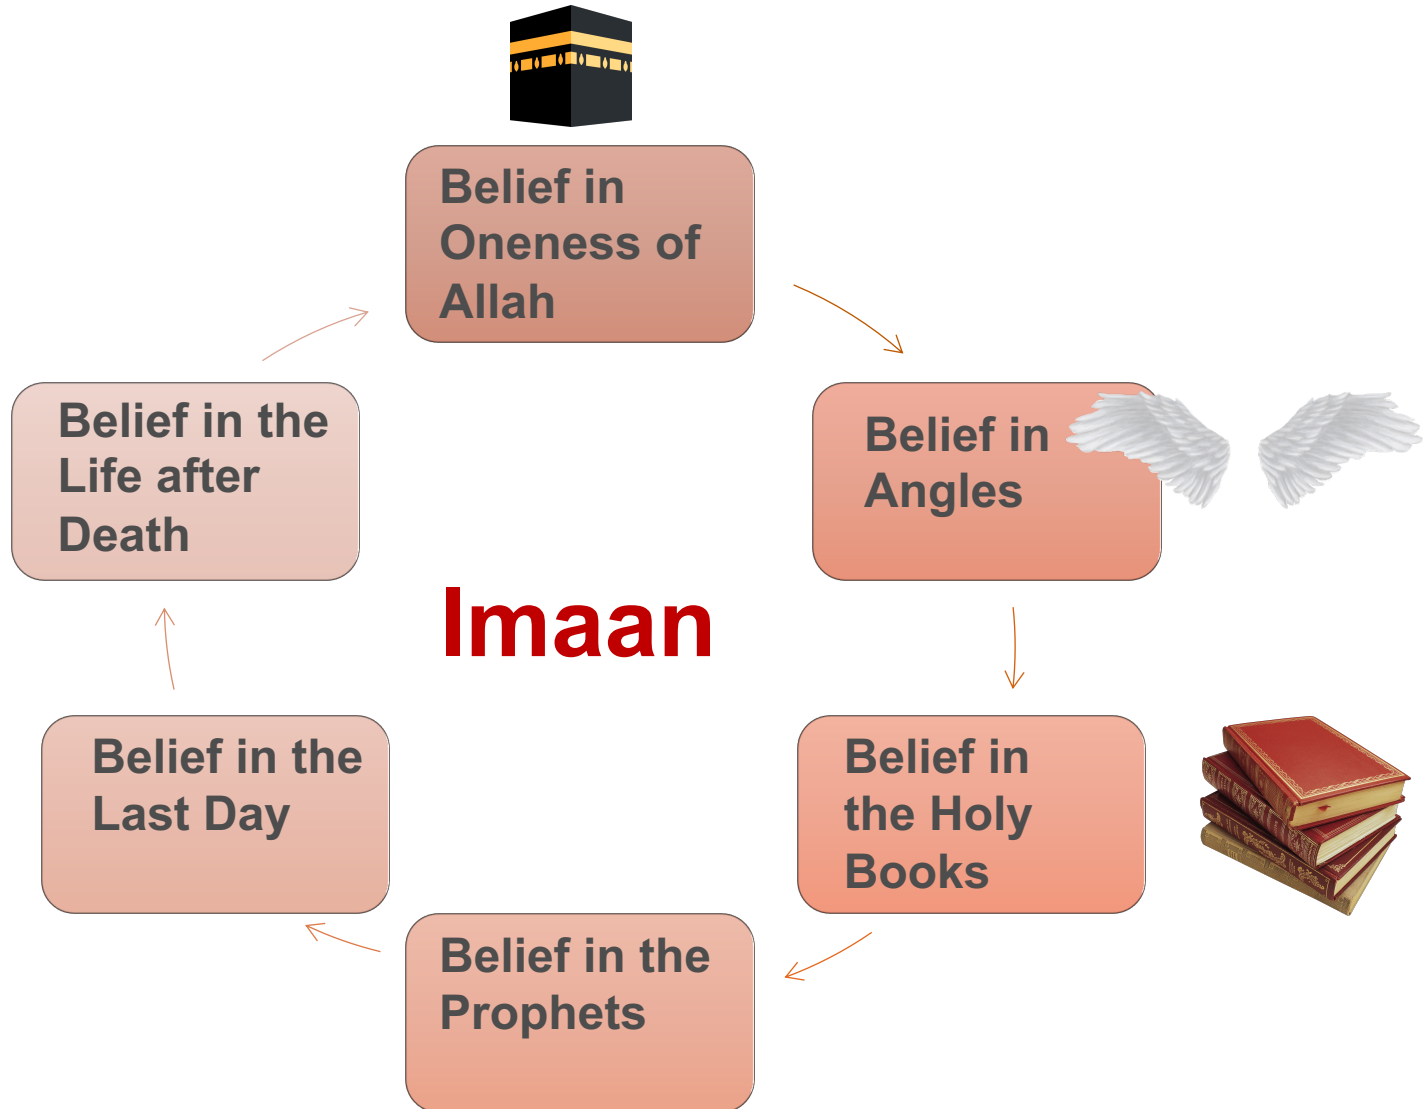 Belief in
Oneness of
Allah
Belief in
Angles
Belief in
the Holy
Books
Belief in the
Prophets
Belief in the
Last Day
Belief in the
Life after
Death
Imaan